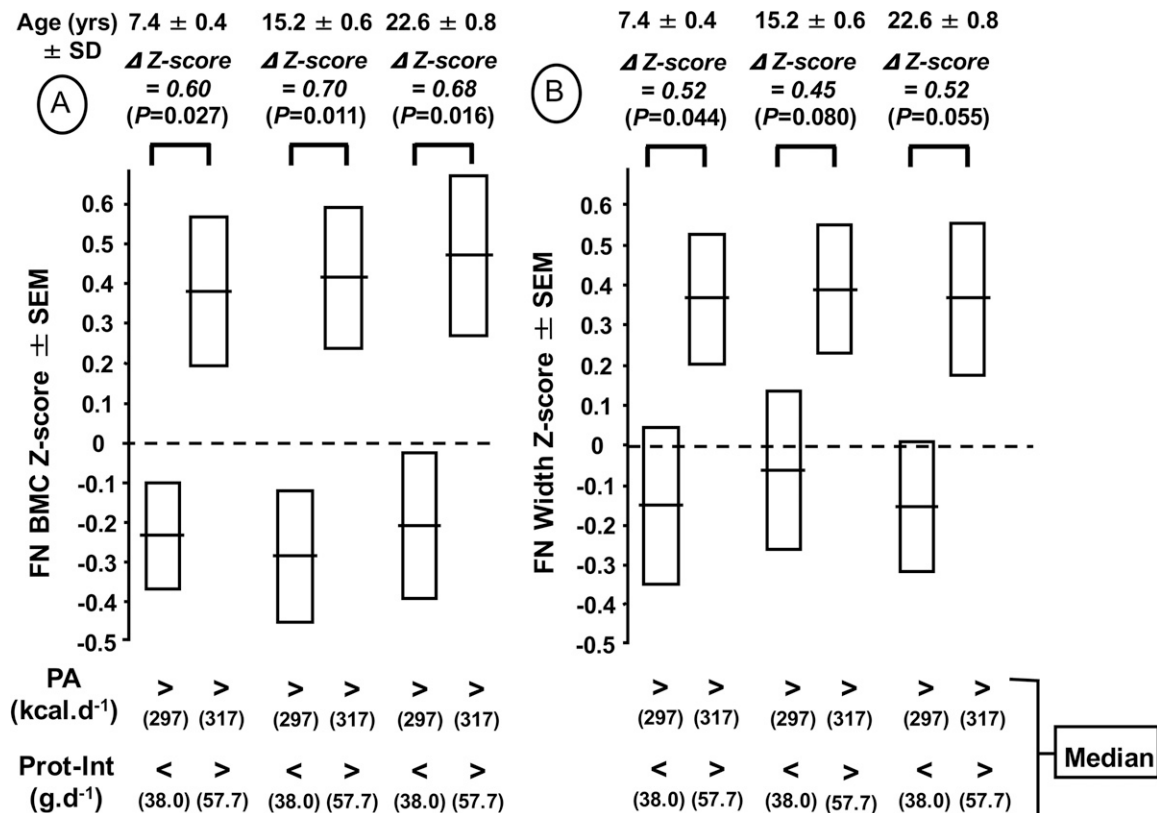 Age (yrs) 7.4 ± 0.4 15.2 ± 0.6 22.6 ± 0.8 7.4 ± 0.4 15.2 ± 0.6 22.6 ± 0.8
± SD
Δ Z-score Δ Z-score Δ Z-score Δ Z-score Δ Z-score Δ Z-score
A = 0.60 = 0.70 = 0.68 B = 0.52 = 0.45 = 0.52
(P=0.027) (P=0.011) (P=0.016) (P=0.044) (P=0.080) (P=0.055)
FN BMC Z-score ± SEM
0.6
0.5
0.4
0.3
0.2
0.1
0
-0.1
-0.2
-0.3
-0.4
-0.5
FN Width Z-score ± SEM
0.6
0.5
0.4
0.3
0.2
0.1
0
-0.1
-0.2
-0.3
-0.4
-0.5
PA > > > > > > > > > > > >
(kcal.d-1) (297) (317) (297) (317) (297) (317) (297) (317) (297) (317) (297) (317)
Median
Prot-Int < > < > < > < > < > < >
(g.d-1) (38.0) (57.7) (38.0) (57.7) (38.0) (57.7) (38.0) (57.7) (38.0) (57.7) (38.0) (57.7)